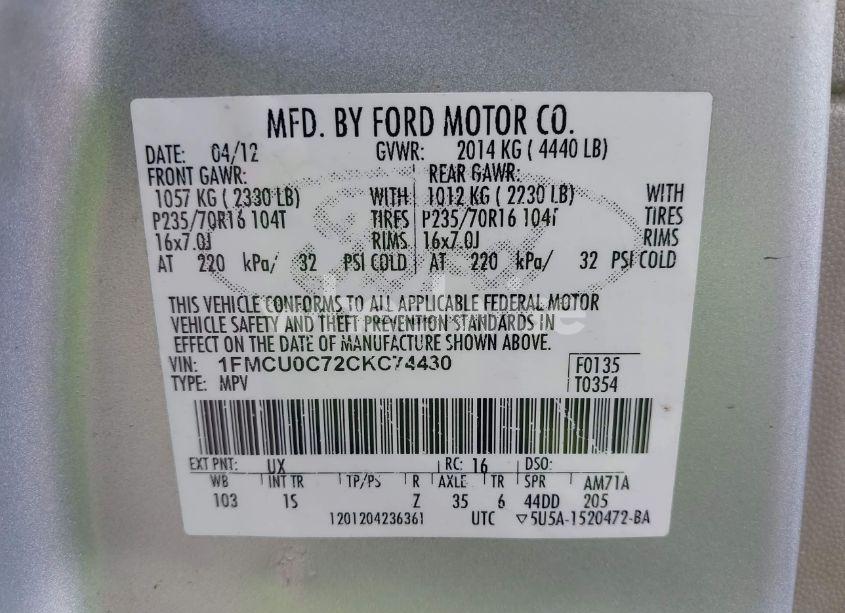 MFD. BY FORD MOTOR CO.
DATE: 04/12 GVWR: 2014 KG ( 4440 LB)
FRONT GAWR: REAR GAWR:
1057 KG ( 2330 LB) WITH 1012 KG ( 2230 LB) WITH
P235/70R16 104T TIRES P235/70R16 104T TIRES
16x7.0J RIMS 16x7.0J RIMS
AT 220 kPa/ 32 PSI COLD AT 220 kPa/ 32 PSI COLD
THIS VEHICLE CONFORMS TO ALL APPLICABLE FEDERAL MOTOR
VEHICLE SAFETY AND THEFT PREVENTION STANDARDS IN
EFFECT ON THE DATE OF MANUFACTURE SHOWN ABOVE.
VIN: 1FMCU0C72CKC74430 F0135
TYPE: MPV T0354
EXT PNT: UX RC: 16 DSO:
WB INT TR TP/PS R AXLE TR SPR AM71A
103 1S Z 35 6 44DD 205
1201204236361 UTC ▽5U5A-1520472-BA